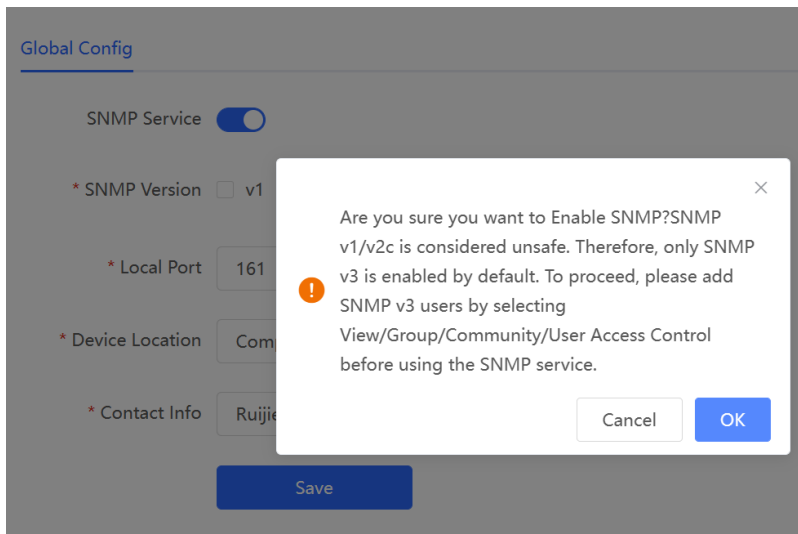 Global Config
SNMP Service
* SNMP Version v1
* Local Port 161
* Device Location
* Contact Info
Save
Are you sure you want to Enable SNMP?SNMP
v1/v2c is considered unsafe. Therefore, only SNMP
v3 is enabled by default. To proceed, please add
SNMP v3 users by selecting
View/Group/Community/User Access Control
before using the SNMP service.
Cancel OK